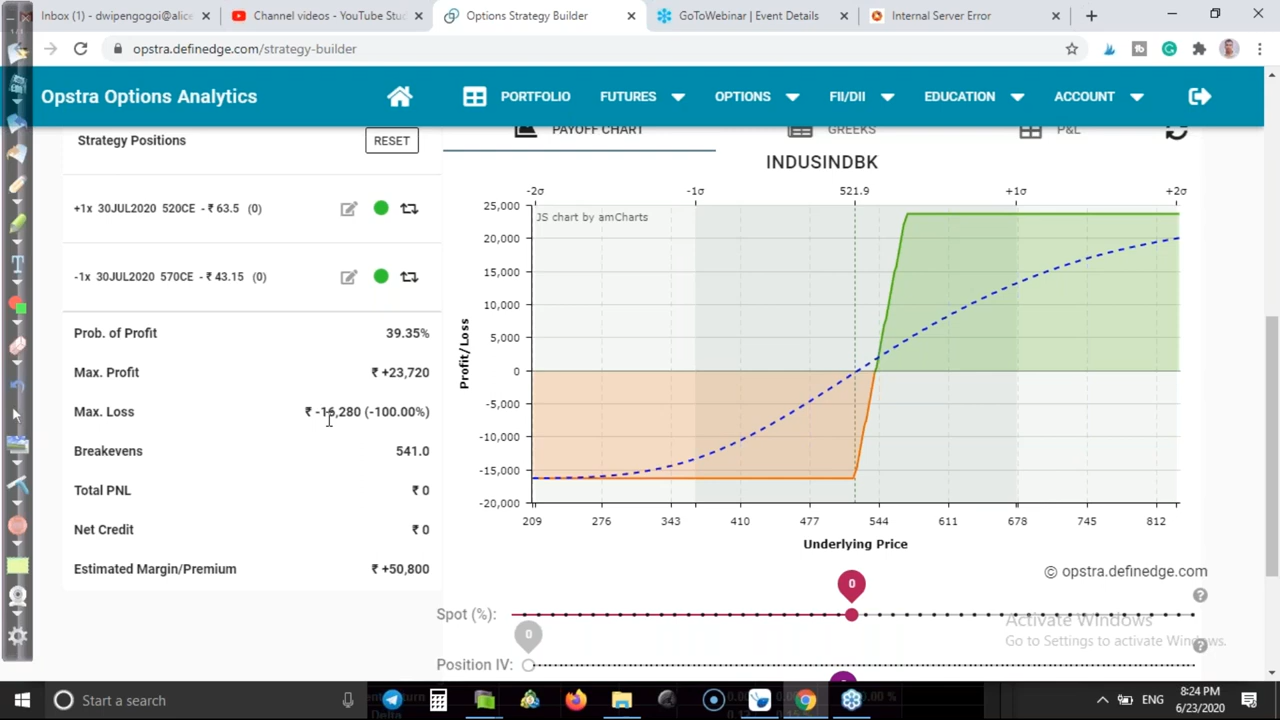 Inbox (1) - dwipengogoi@alice
Channel videos - YouTube Stud
Options Strategy Builder
GoToWebinar | Event Details
Internal Server Error
opstra.definedge.com/strategy-builder
Opstra Options Analytics
PORTFOLIO
FUTURES
OPTIONS
FII/DII
EDUCATION
ACCOUNT
Strategy Positions
RESET
PAYOFF CHART
GREEKS
P&L
+1x 30JUL2020 520CE - ₹ 63.5 (0)
-1x 30JUL2020 570CE - ₹ 43.15 (0)
Prob. of Profit 39.35%
Max. Profit ₹ +23,720
Max. Loss ₹ -16,280 (-100.00%)
Breakevens 541.0
Total PNL ₹ 0
Net Credit ₹ 0
Estimated Margin/Premium ₹ +50,800
INDUSINDBK
-2σ -1σ 521.9 +1σ +2σ
JS chart by amCharts
25,000
20,000
15,000
10,000
5,000
0
-5,000
-10,000
-15,000
-20,000
Profit/Loss
209 276 343 410 477 544 611 678 745 812
Underlying Price
© opstra.definedge.com
0
Spot (%):
0
Position IV:
Activate Windows
Go to Settings to activate Windows.
Start a search
ENG
8:24 PM
6/23/2020